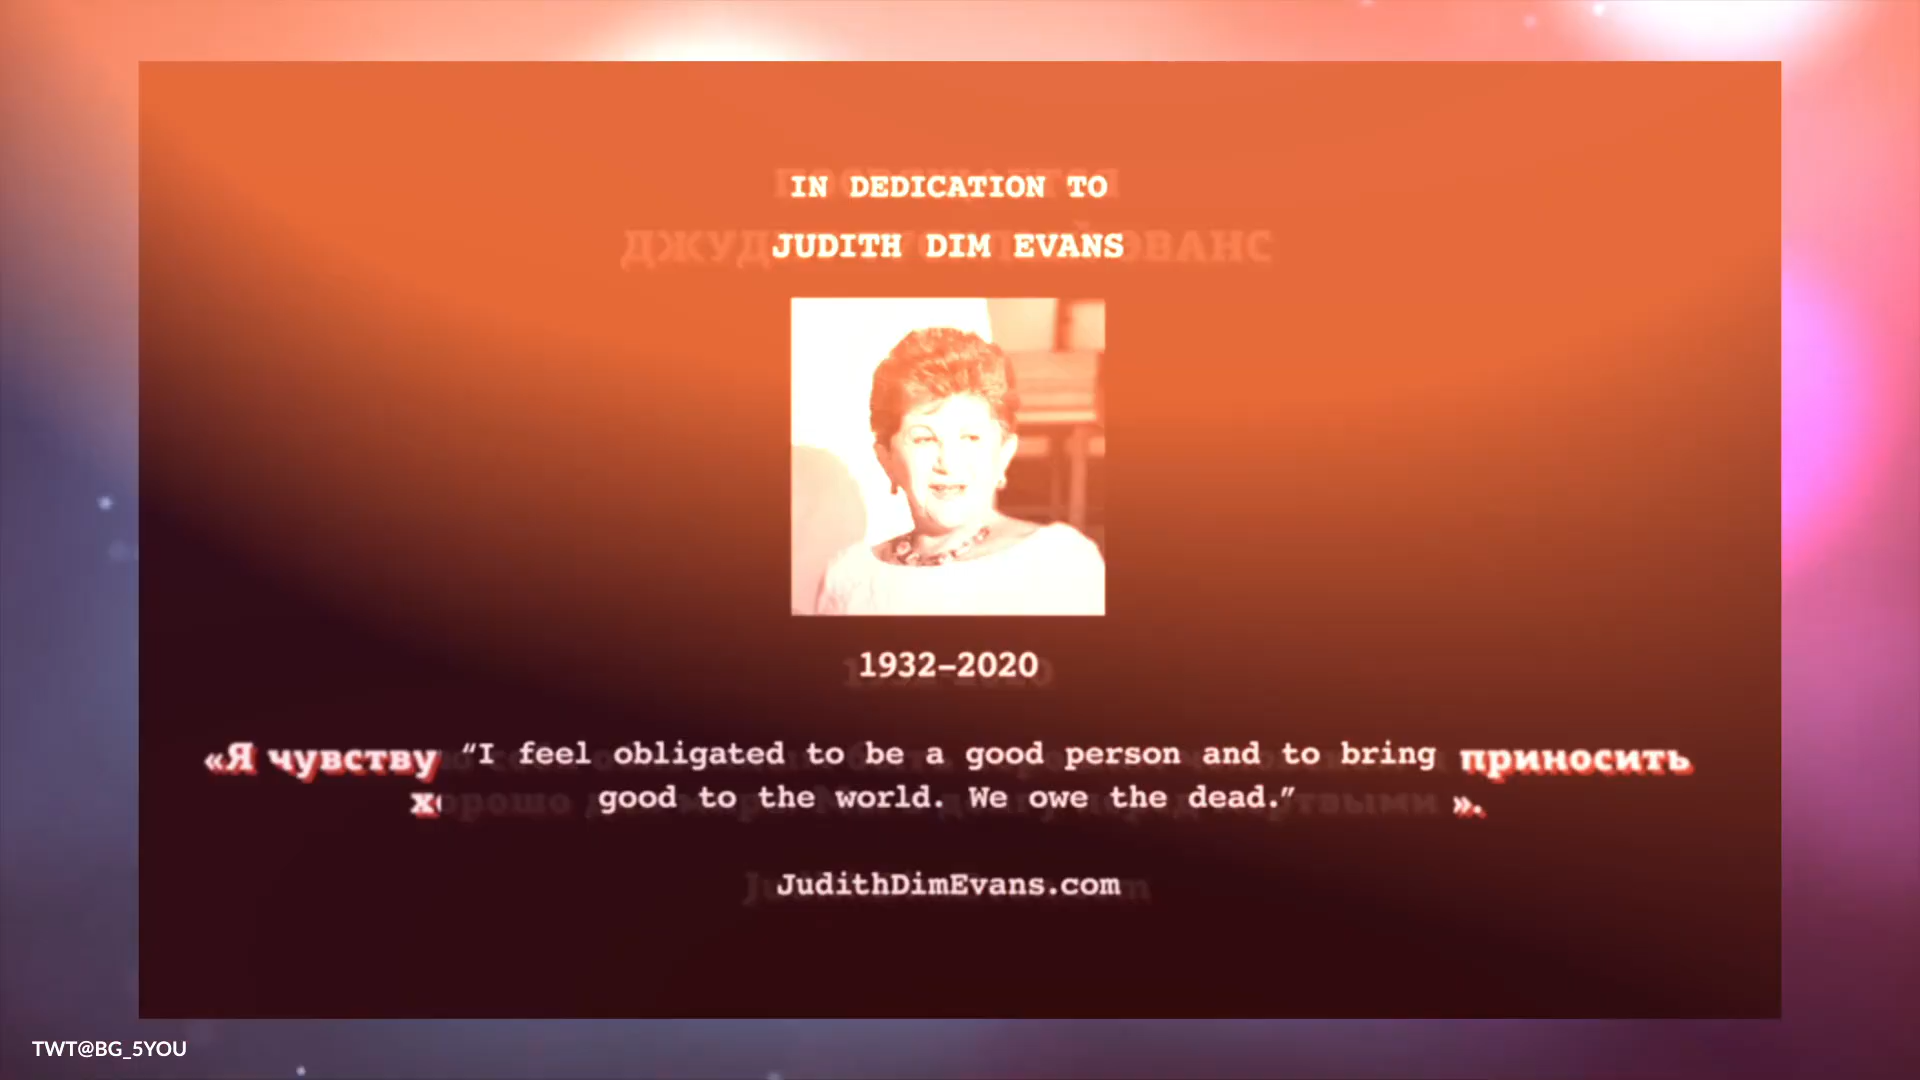 IN DEDICATION TO
JUDITH DIM EVANS
1932–2020
«Я чувству “I feel obligated to be a good person and to bring приносить
good to the world. We owe the dead.” ».
JudithDimEvans.com
TWT@BG_5YOU